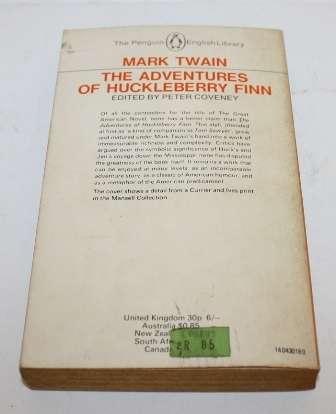 The Penguin English Library
MARK TWAIN
THE ADVENTURES
OF HUCKLEBERRY FINN
EDITED BY PETER COVENEY
Of all the contenders for the title of The Great
American Novel, none has a better claim than The
Adventures of Huckleberry Finn. This idyll, intended
at first as 'a kind of companion to Tom Sawyer', grew
and matured under Mark Twain's hand into a work of
immeasurable richness and complexity. Critics have
argued over the symbolic significance of Huck's and
Jim's voyage down the Mississippi: none has disputed
the greatness of the book itself. It remains a work that
can be enjoyed at many levels: as an incomparable
adventure story, as a classic of American humour, and
as a metaphor of the American predicament.
The cover shows a detail from a Currier and Ives print
in the Mansell Collection
United Kingdom 30p 6/–
Australia $0.85
New
South
Canada
R 85